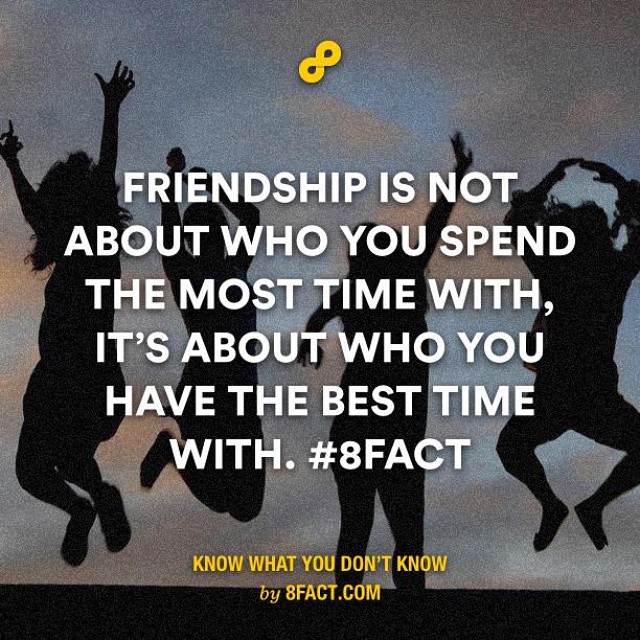 FRIENDSHIP IS NOT
ABOUT WHO YOU SPEND
THE MOST TIME WITH,
IT'S ABOUT WHO YOU
HAVE THE BEST TIME
WITH. #8FACT
KNOW WHAT YOU DON'T KNOW
by 8FACT.COM